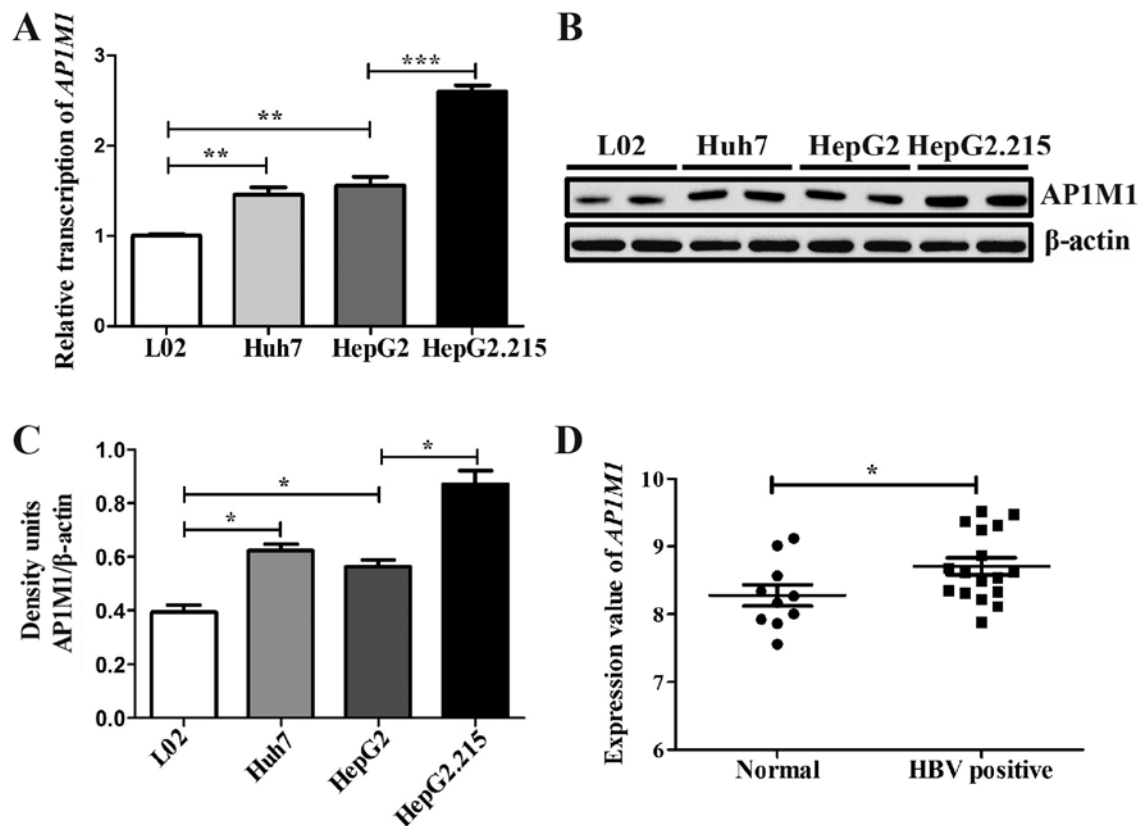 A
Relative transcription of AP1M1
3
2
1
0
**
**
***
L02 Huh7 HepG2 HepG2.215
B
L02 Huh7 HepG2 HepG2.215
AP1M1
β-actin
C
Density units
AP1M1/β-actin
1.0
0.8
0.6
0.4
0.2
0.0
*
*
*
L02 Huh7 HepG2 HepG2.215
D
Expression value of AP1M1
10
9
8
7
6
*
Normal HBV positive